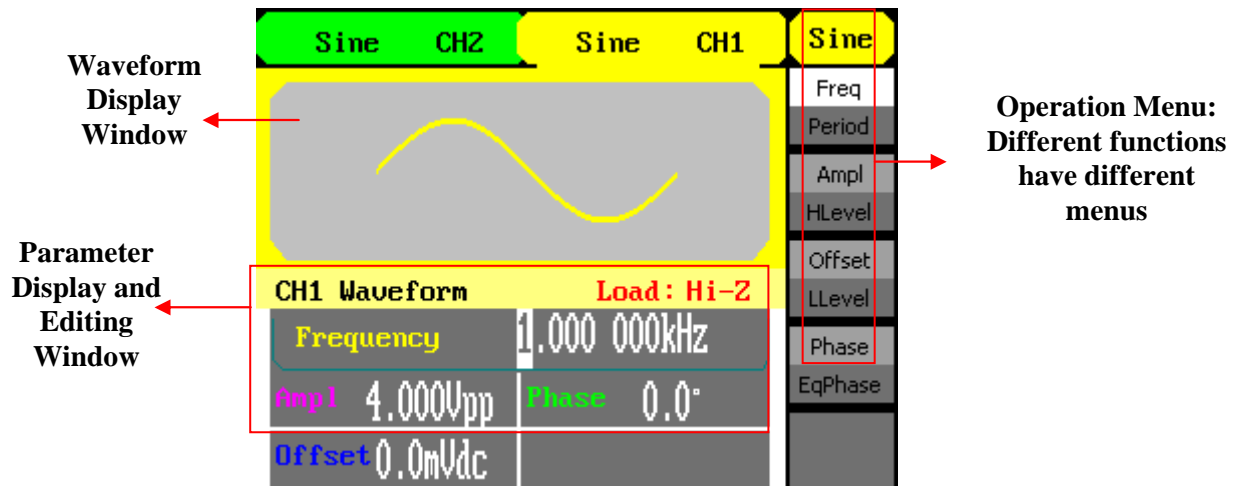 Sine CH2
Sine CH1
Sine
Waveform
Display
Window
Freq
Period
Ampl
HLevel
Offset
LLevel
Phase
EqPhase
Operation Menu:
Different functions
have different
menus
Parameter
Display and
Editing
Window
CH1 Waveform Load: Hi-Z
Frequency 1.000 000kHz
Ampl 4.000Vpp Phase 0.0°
Offset 0.0mVdc